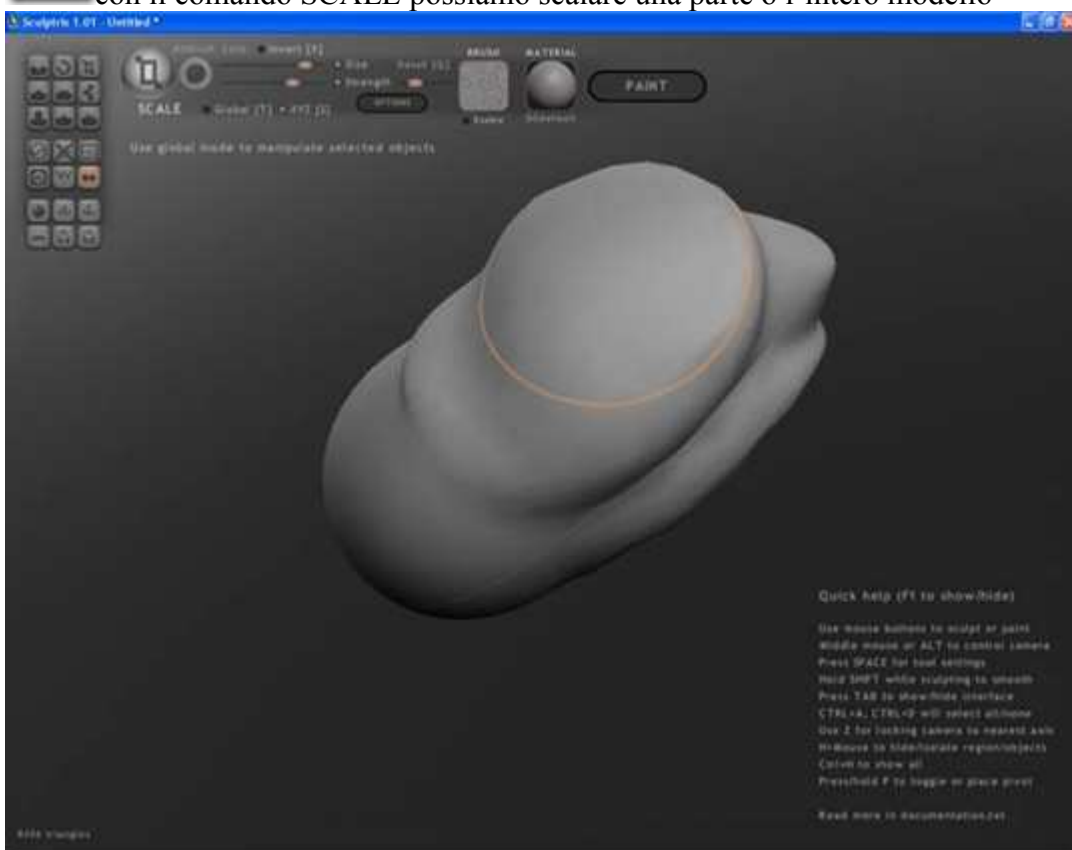 con il comando SCALE possiamo scalare una parte o l'intero modello
Sculptris 1.01 - Untitled *
Invert [X]
BRUSH
MATERIAL
Size
Strength
PAINT
SCALE
Global [T]
XYZ [S]
OPTIONS
Enable
Use global mode to manipulate selected objects
Quick help (F1 to show/hide)
Use mouse buttons to sculpt or paint
Middle mouse or ALT to control camera
Press SPACE for tool settings
Hold SHIFT while sculpting to smooth
Press TAB to show/hide interface
CTRL+A, CTRL+D will select all/none
Use Z for locking camera to nearest axis
H+Mouse to hide/isolate region/objects
Ctrl+H to show all
Press/hold P to toggle or place pivot
Read more in documentation.txt
triangles